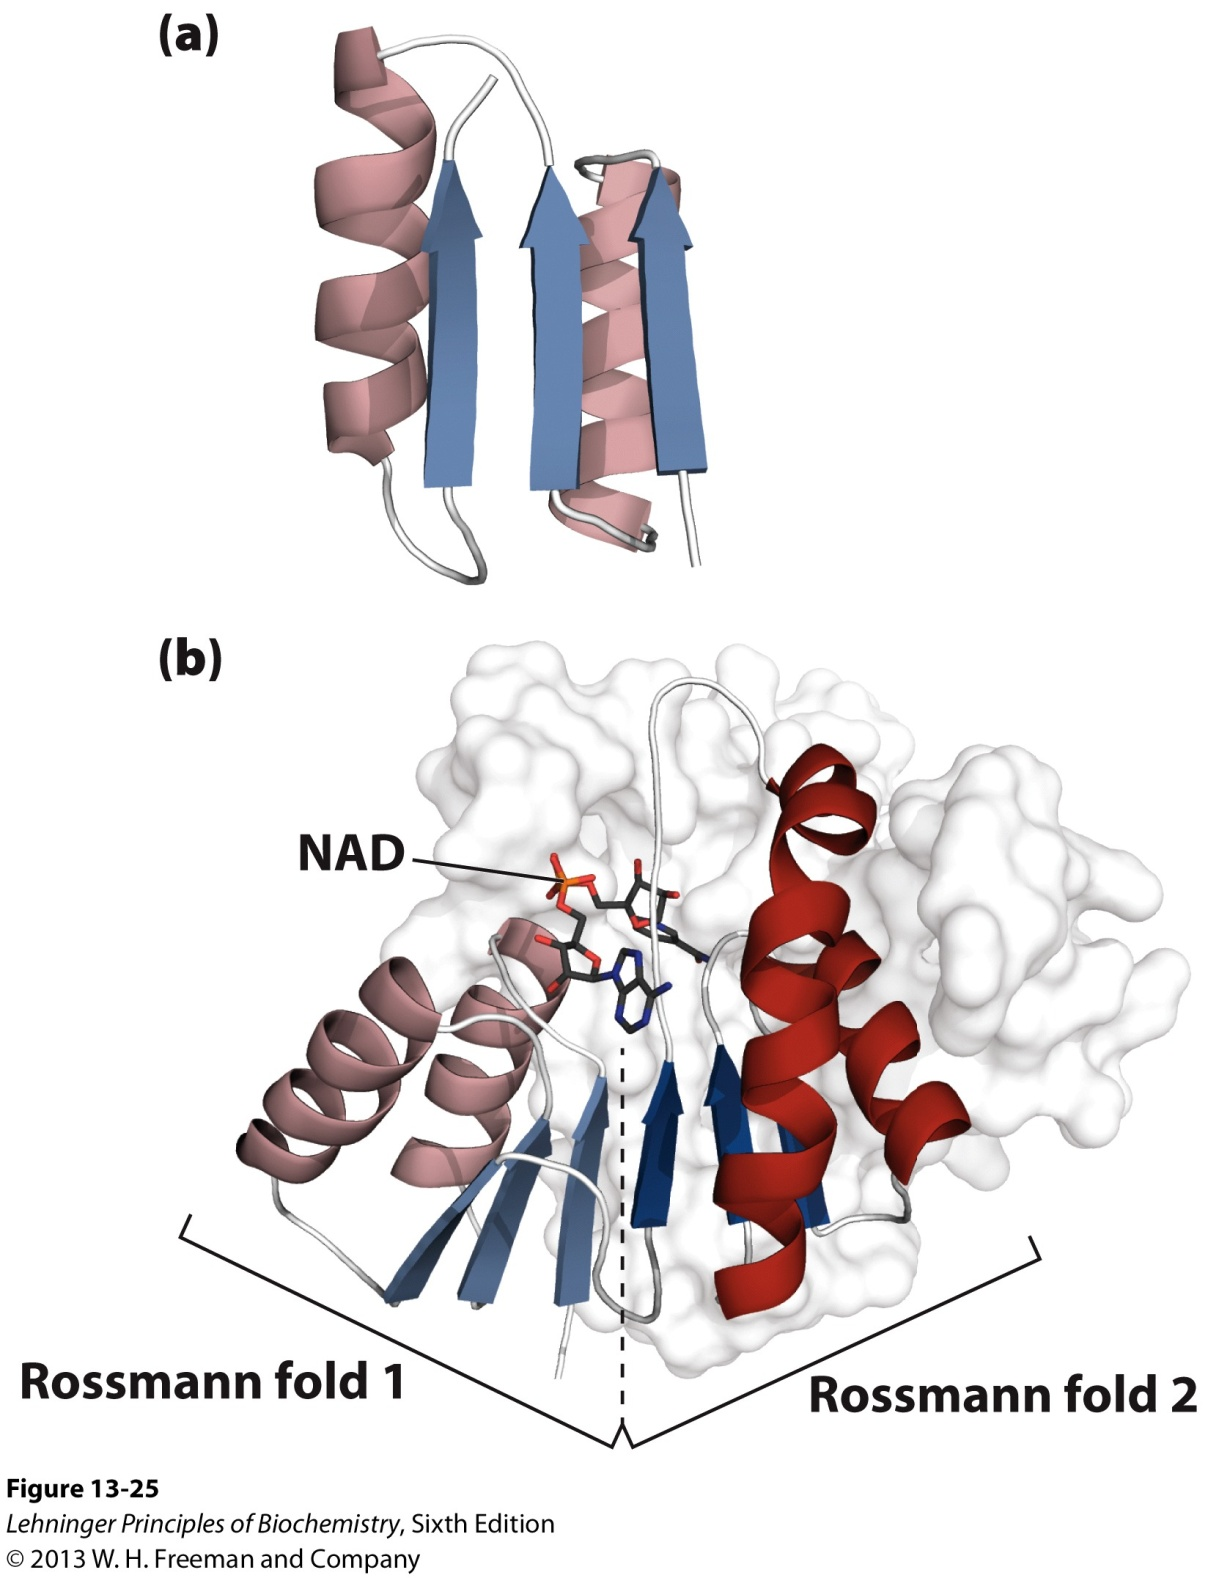 (a)
(b)
NAD
Rossmann fold 1
Rossmann fold 2
Figure 13-25
Lehninger Principles of Biochemistry, Sixth Edition
© 2013 W. H. Freeman and Company